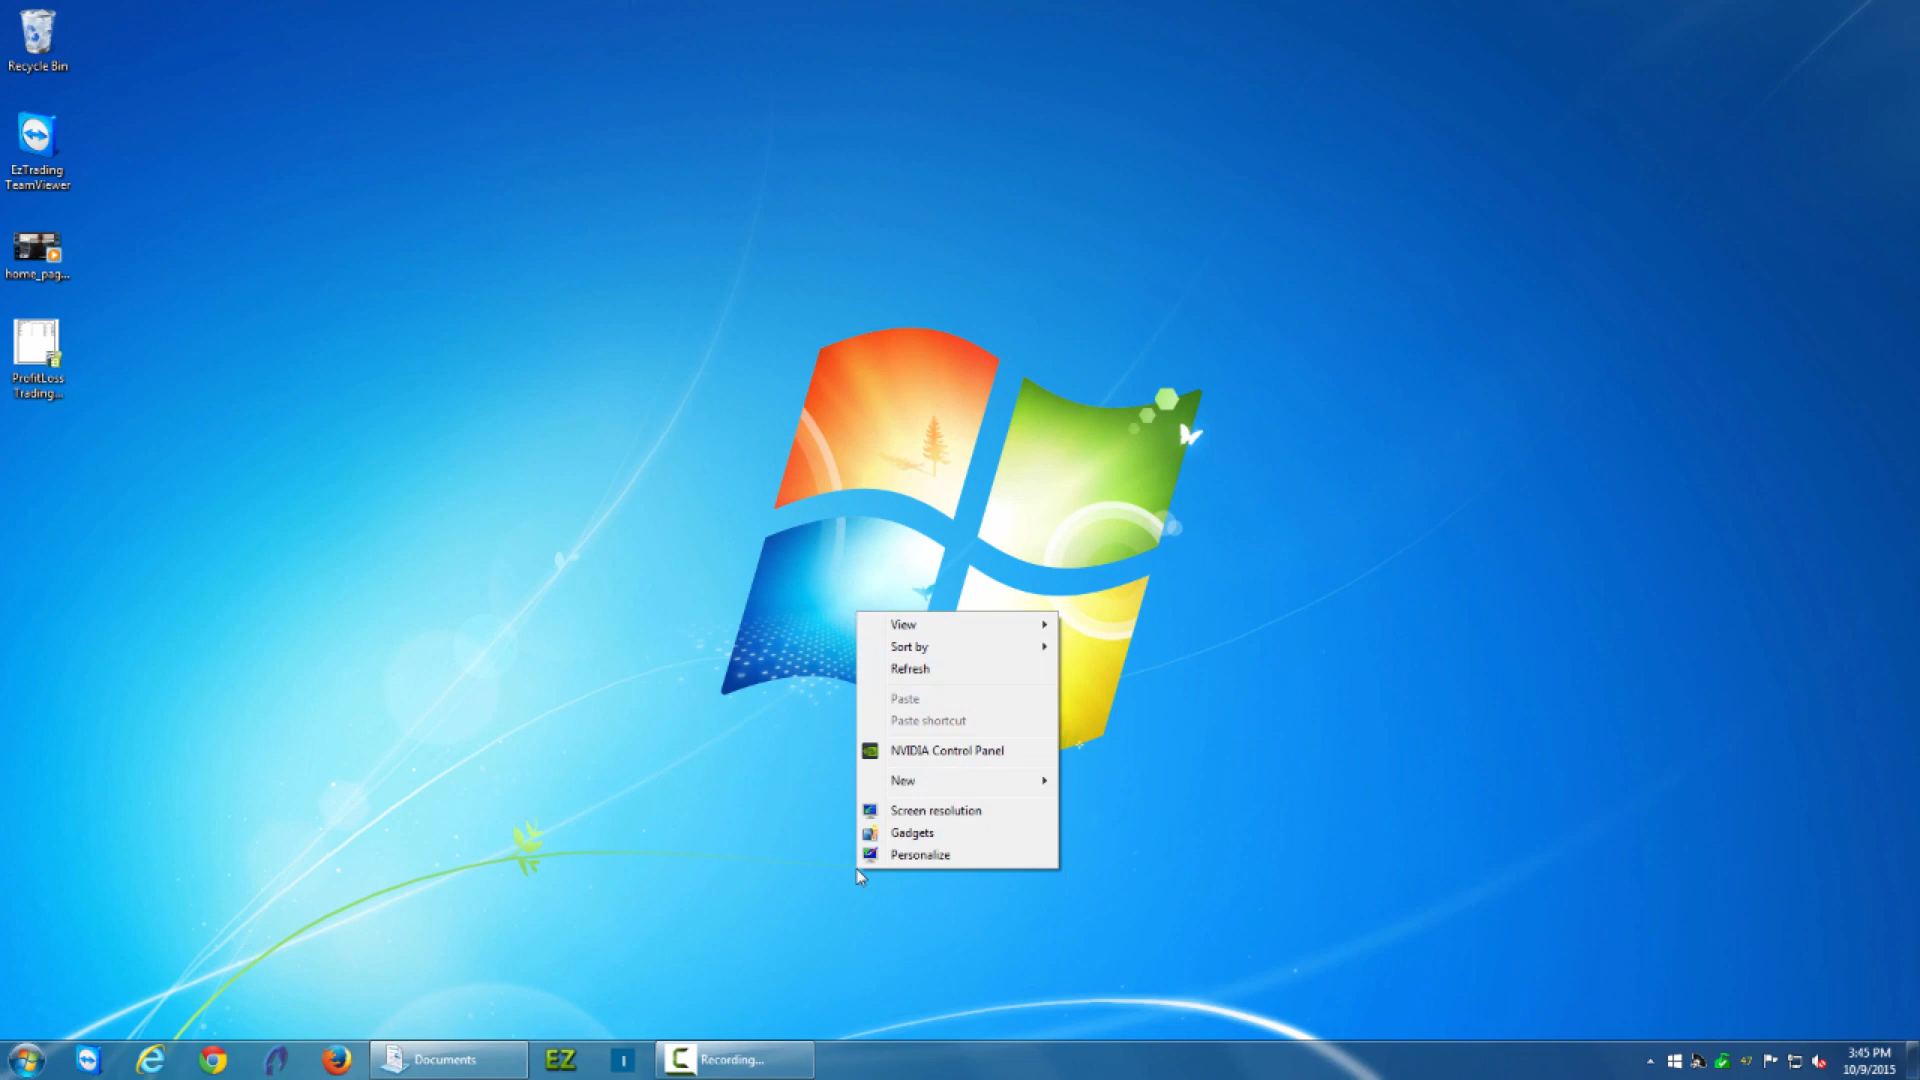 Recycle Bin
EzTrading
TeamViewer
home_pag...
ProfitLoss
Trading...
View
Sort by
Refresh
Paste
Paste shortcut
NVIDIA Control Panel
New
Screen resolution
Gadgets
Personalize
Documents
EZ
I
Recording...
47
3:45 PM
10/9/2015